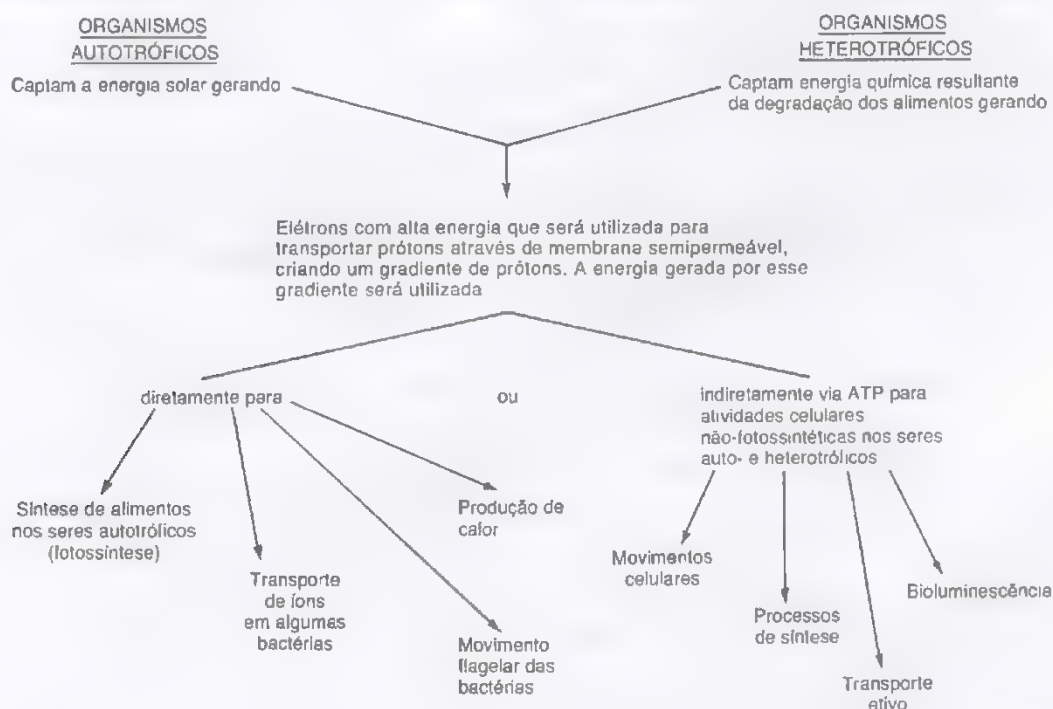 ORGANISMOS
AUTOTRÓFICOS
Captam a energia solar gerando
ORGANISMOS
HETEROTRÓFICOS
Captam energia química resultante
da degradação dos alimentos gerando
Elétrons com alta energia que será utilizada para
transportar prótons através de membrana semipermeável,
criando um gradiente de prótons. A energia gerada por esse
gradiente será utilizada
diretamente para
ou
indiretamente via ATP para
atividades celulares
não-fotossintéticas nos seres
auto- e heterotróficos
Síntese de alimentos
nos seres autotróficos
(fotossíntese)
Transporte
de íons
em algumas
bactérias
Movimento
flagelar das
bactérias
Produção de
calor
Movimentos
celulares
Processos
de síntese
Transporte
ativo
Bioluminescência